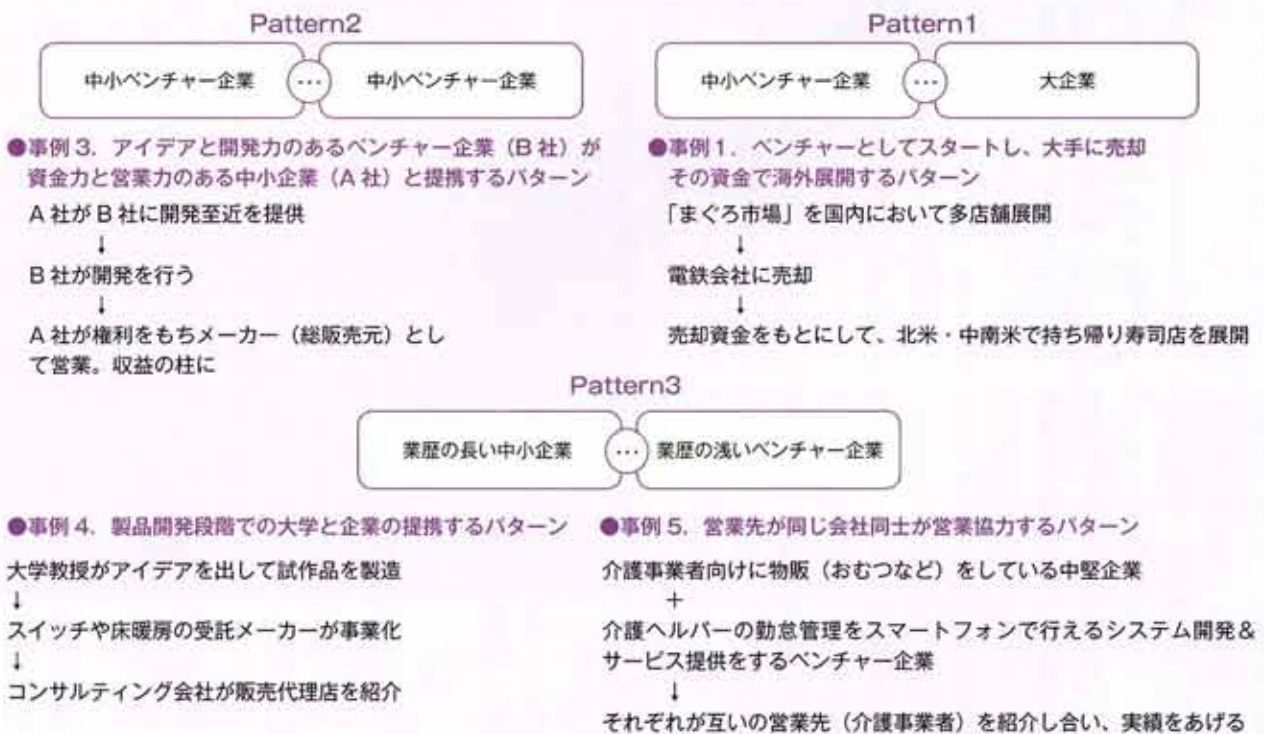 Pattern2
中小ベンチャー企業 … 中小ベンチャー企業
●事例 3. アイデアと開発力のあるベンチャー企業（B 社）が
資金力と営業力のある中小企業（A 社）と提携するパターン
A 社が B 社に開発至近を提供
↓
B 社が開発を行う
↓
A 社が権利をもちメーカー（総販売元）とし
て営業。収益の柱に
Pattern1
中小ベンチャー企業 … 大企業
●事例 1. ベンチャーとしてスタートし、大手に売却
その資金で海外展開するパターン
「まぐろ市場」を国内において多店舗展開
↓
電鉄会社に売却
↓
売却資金をもとにして、北米・中南米で持ち帰り寿司店を展開
Pattern3
業歴の長い中小企業 … 業歴の浅いベンチャー企業
●事例 4. 製品開発段階での大学と企業の提携するパターン
大学教授がアイデアを出して試作品を製造
↓
スイッチや床暖房の受託メーカーが事業化
↓
コンサルティング会社が販売代理店を紹介
●事例 5. 営業先が同じ会社同士が営業協力するパターン
介護事業者向けに物販（おむつなど）をしている中堅企業
＋
介護ヘルパーの勤怠管理をスマートフォンで行えるシステム開発＆
サービス提供をするベンチャー企業
↓
それぞれが互いの営業先（介護事業者）を紹介し合い、実績をあげる